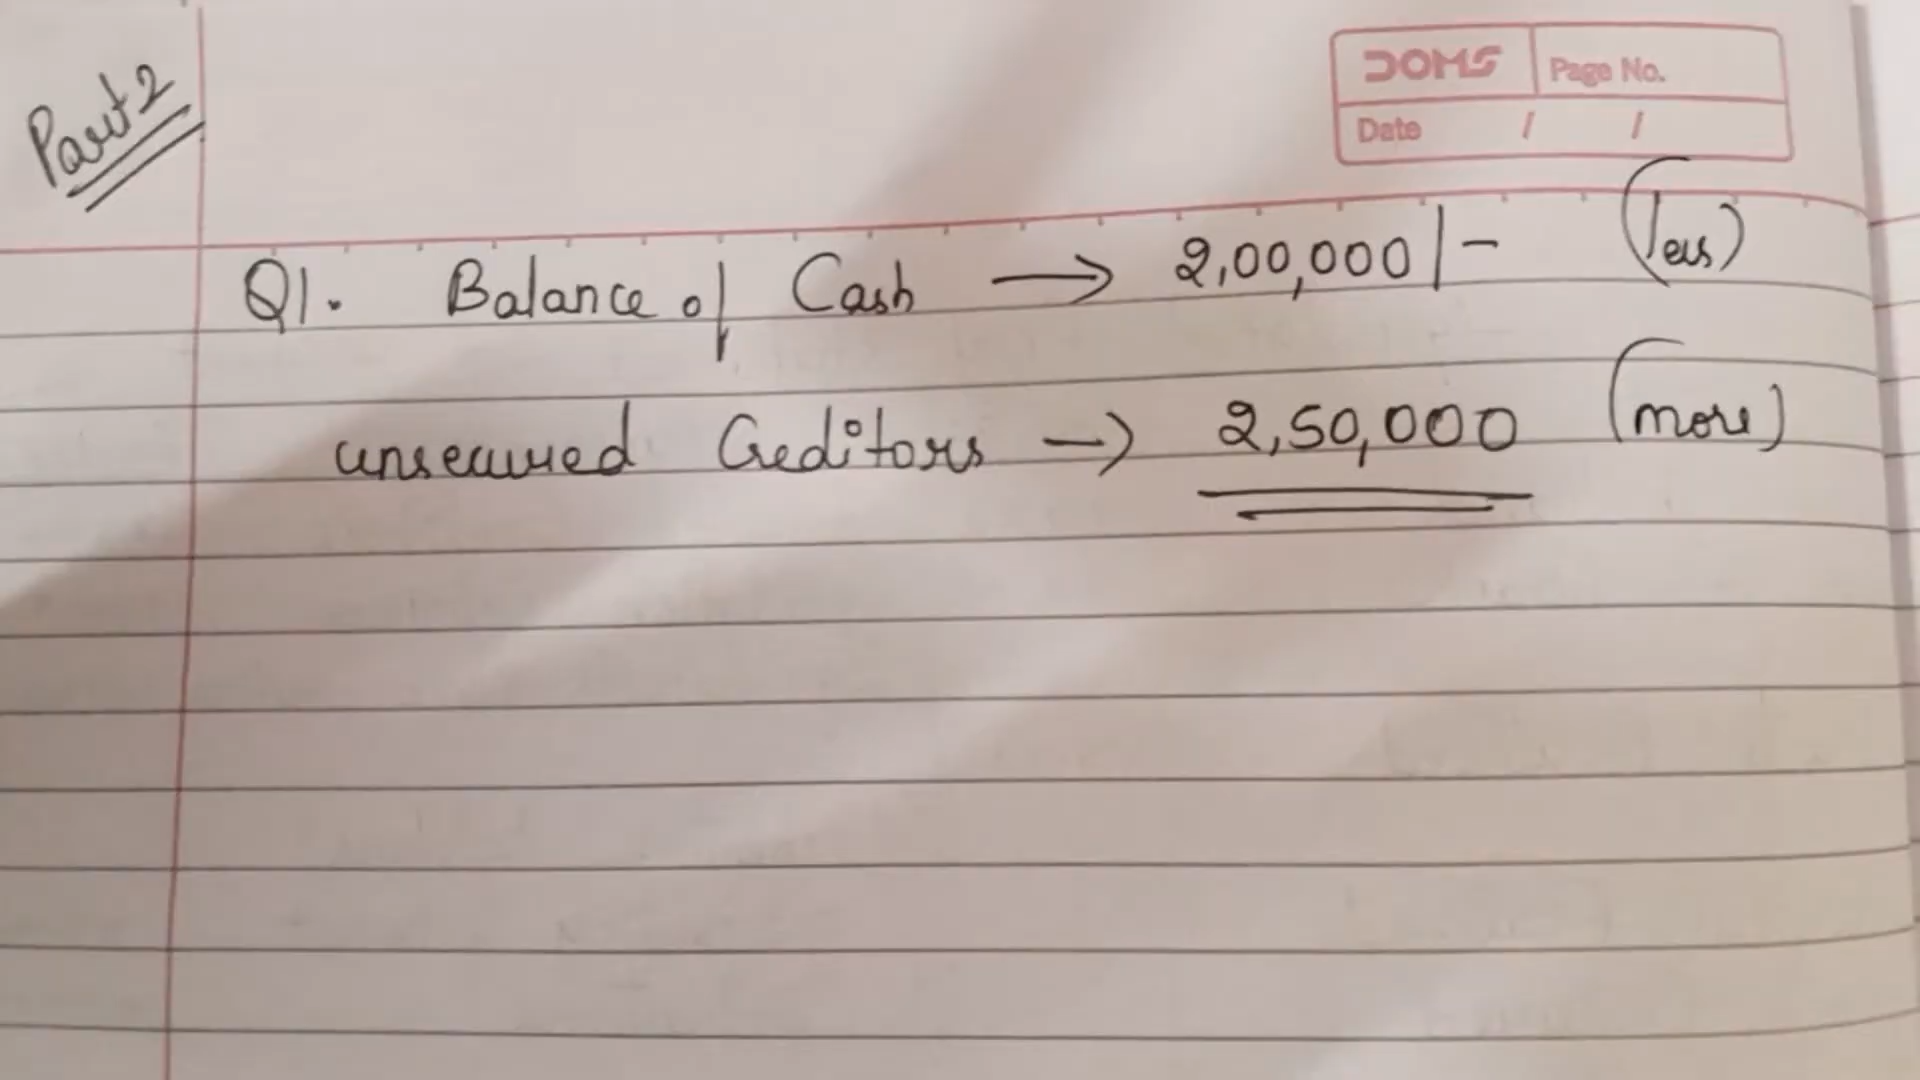 Part 2
DOMS
Page No.
Date / /
Q1. Balance of Cash → 2,00,000/- (less)
unsecured Creditors → 2,50,000 (more)